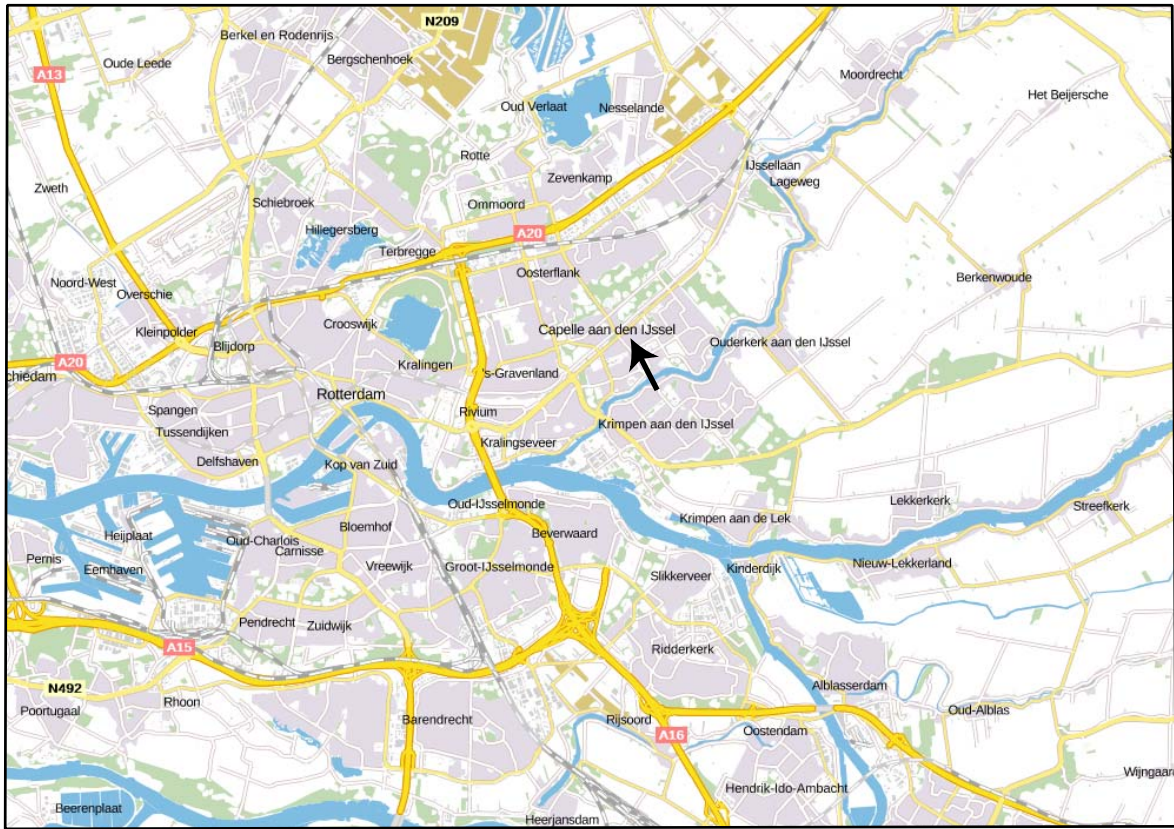 N209
Berkel en Rodenrijs
Oude Leede
Bergschenhoek
A13
Moordrecht
Het Beijersche
Oud Verlaat
Nesselande
Rotte
IJssellaan
Zevenkamp
Lageweg
Zweth
Schiebroek
Ommoord
Hillegersberg
A20
Terbregge
Oosterflank
Berkenwoude
Noord-West
Overschie
Crooswijk
Capelle aan den IJssel
Kleinpolder
Blijdorp
Ouderkerk aan den IJssel
A20
Kralingen
's-Gravenland
chiedam
Rotterdam
Spangen
Rivium
Krimpen aan den IJssel
Tussendijken
Kralingseveer
Delfshaven
Kop van Zuid
Lekkerkerk
Oud-IJsselmonde
Streefkerk
Krimpen aan de Lek
Bloemhof
Heijplaat
Beverwaard
Oud-Charlois
Carnisse
Pernis
Nieuw-Lekkerland
Eemhaven
Vreewijk
Groot-IJsselmonde
Kinderdijk
Slikkerveer
Pendrecht
Zuidwijk
A15
Ridderkerk
N492
Alblasserdam
Rhoon
Poortugaal
Oud-Alblas
Barendrecht
Rijsoord
Oostendam
A16
Wijngaar
Hendrik-Ido-Ambacht
Beerenplaat
Heerjansdam